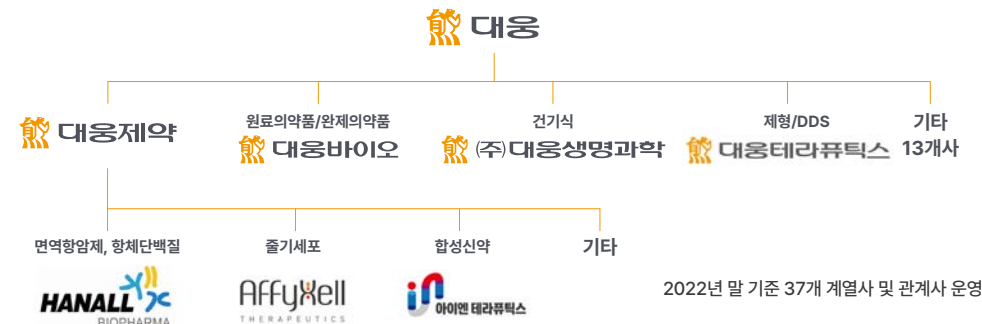 대웅
대웅제약
원료의약품/완제의약품
대웅바이오
건기식
(주)대웅생명과학
제형/DDS
대웅테라퓨틱스
기타
13개사
면역항암제, 항체단백질
HANALL
BIOPHARMA
줄기세포
AffyXell
THERAPEUTICS
합성신약
아이엔 테라퓨틱스
기타
2022년 말 기준 37개 계열사 및 관계사 운영